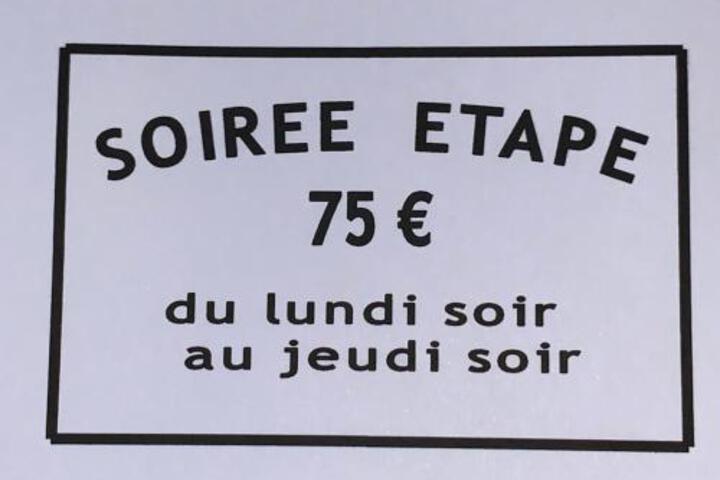 SOIREE ETAPE
75 €
du lundi soir
au jeudi soir